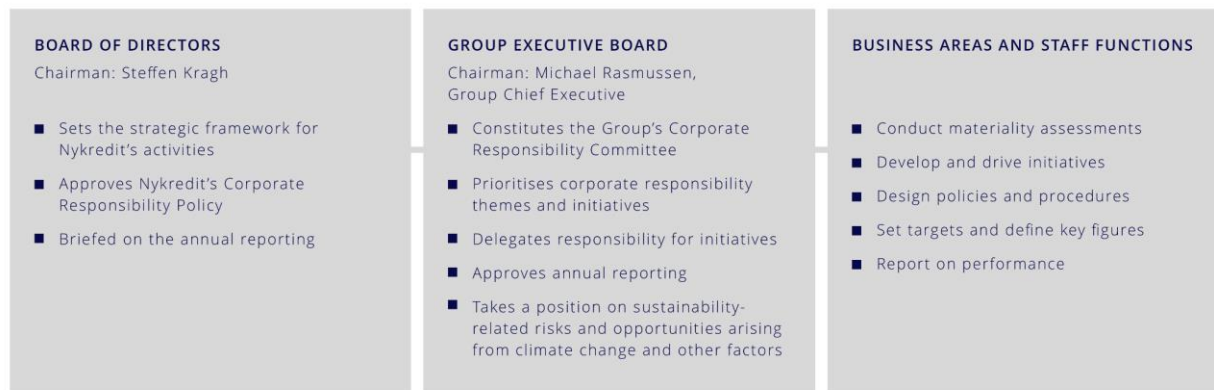 BOARD OF DIRECTORS
Chairman: Steffen Kragh
■ Sets the strategic framework for
Nykredit's activities
■ Approves Nykredit's Corporate
Responsibility Policy
■ Briefed on the annual reporting
GROUP EXECUTIVE BOARD
Chairman: Michael Rasmussen,
Group Chief Executive
■ Constitutes the Group's Corporate
Responsibility Committee
■ Prioritises corporate responsibility
themes and initiatives
■ Delegates responsibility for initiatives
■ Approves annual reporting
■ Takes a position on sustainability-
related risks and opportunities arising
from climate change and other factors
BUSINESS AREAS AND STAFF FUNCTIONS
■ Conduct materiality assessments
■ Develop and drive initiatives
■ Design policies and procedures
■ Set targets and define key figures
■ Report on performance